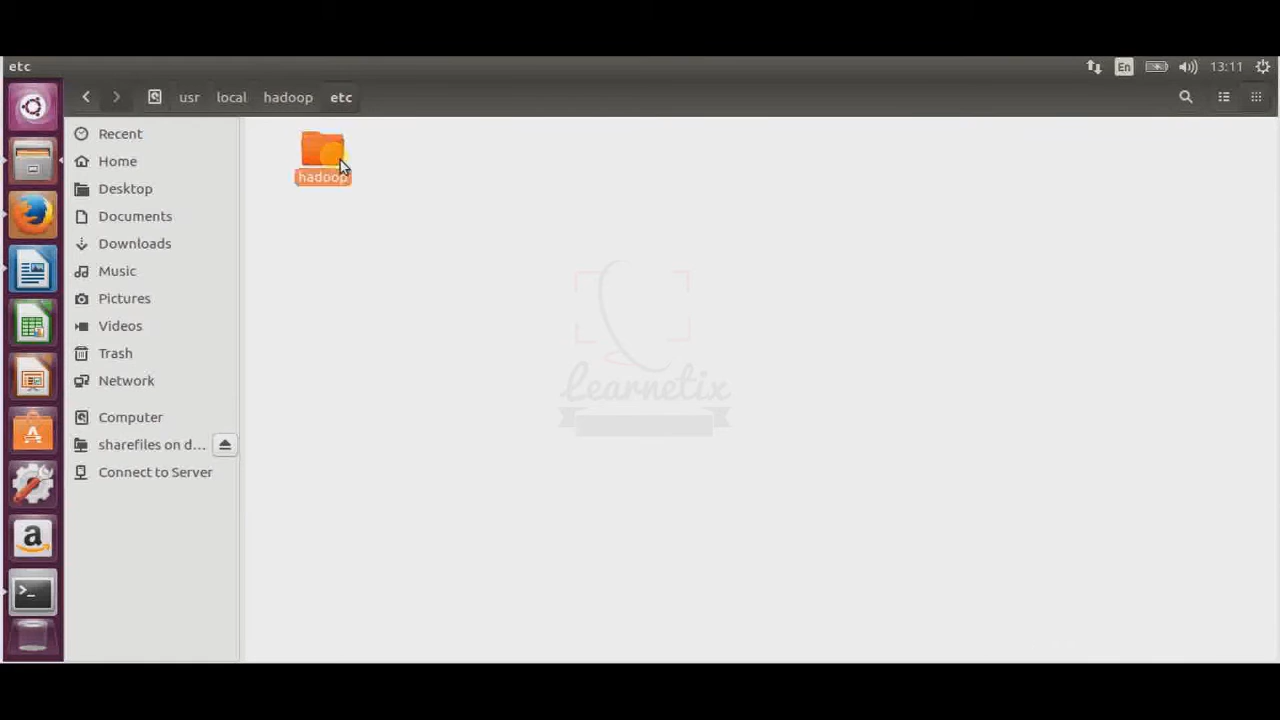 etc
En
13:11
usr local hadoop etc
Recent
Home
Desktop
Documents
Downloads
Music
Pictures
Videos
Trash
Network
Computer
sharefiles on d...
Connect to Server
hadoop
Learnetix